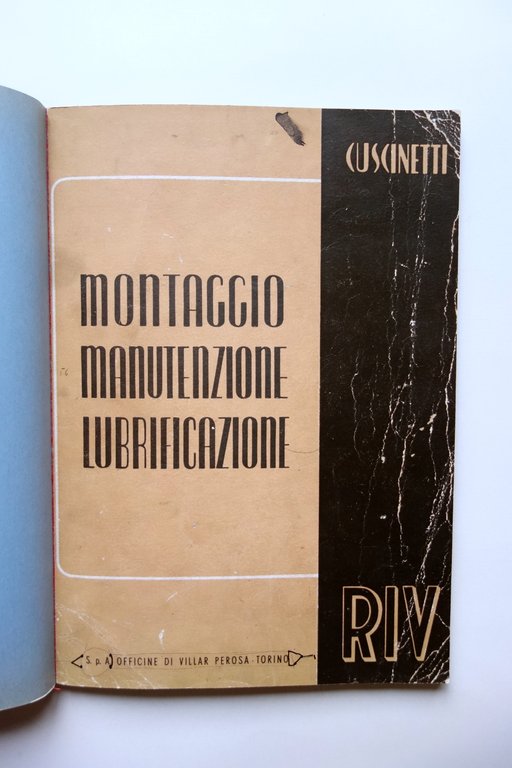 CUSCINETTI
MONTAGGIO
MANUTENZIONE
LUBRIFICAZIONE
RIV
S. p. A. OFFICINE DI VILLAR PEROSA - TORINO